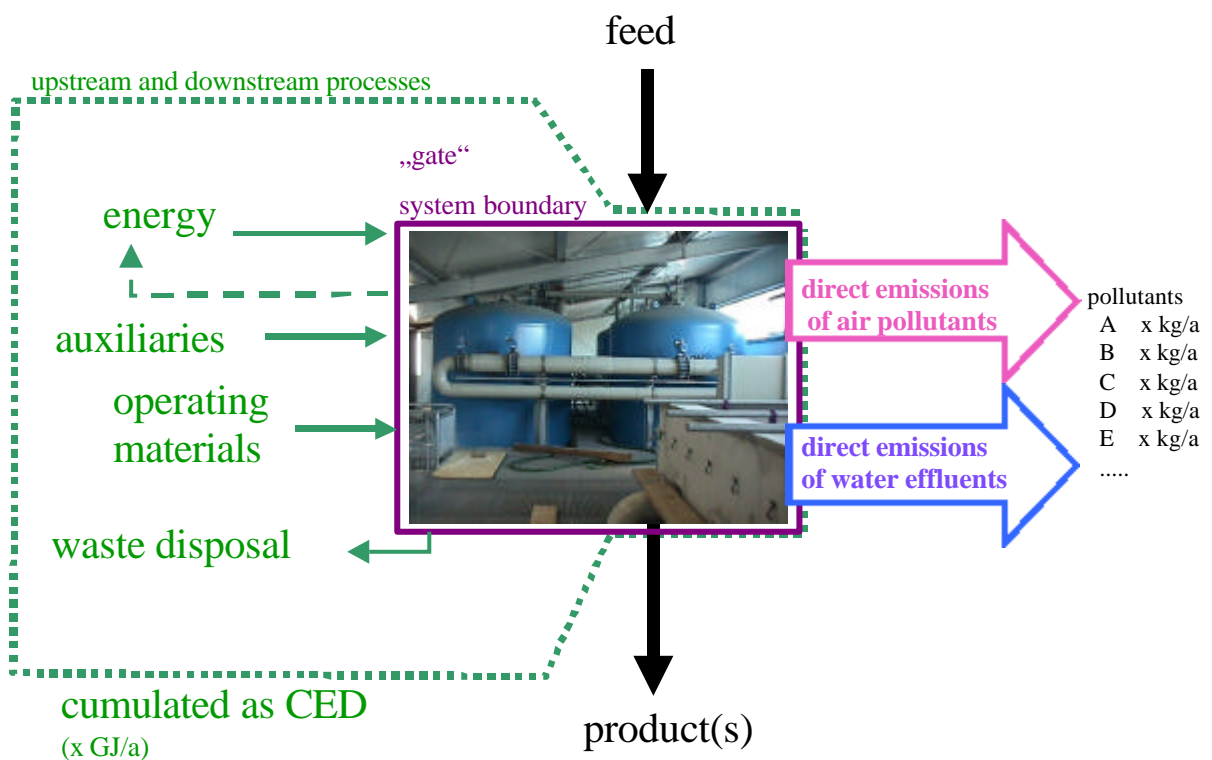 feed
upstream and downstream processes
„gate“
system boundary
energy
auxiliaries
operating
materials
waste disposal
direct emissions
of air pollutants
direct emissions
of water effluents
pollutants
A x kg/a
B x kg/a
C x kg/a
D x kg/a
E x kg/a
.....
cumulated as CED
(x GJ/a)
product(s)